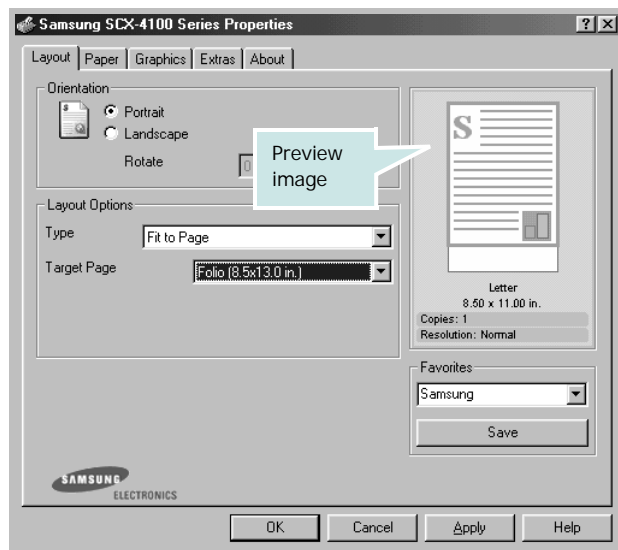 Samsung SCX-4100 Series Properties
Layout Paper Graphics Extras About
Orientation
Portrait
Landscape
Rotate
0
Preview
image
S
Layout Options
Type Fit to Page
Target Page Folio (8.5x13.0 in.)
Letter
8.50 x 11.00 in.
Copies: 1
Resolution: Normal
Favorites
Samsung
Save
SAMSUNG
ELECTRONICS
OK Cancel Apply Help